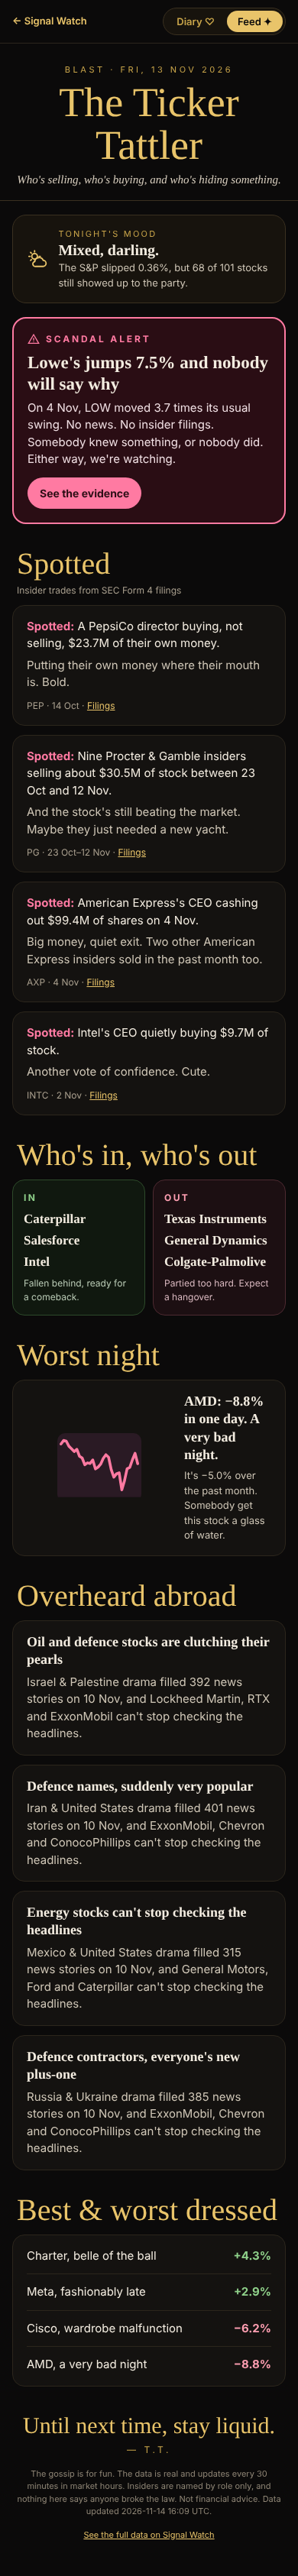 ← Signal Watch
Diary ♡
Feed ✦
BLAST · FRI, 13 NOV 2026
The Ticker
Tattler
Who's selling, who's buying, and who's hiding something.
TONIGHT'S MOOD
Mixed, darling.
The S&P slipped 0.36%, but 68 of 101 stocks
still showed up to the party.
SCANDAL ALERT
Lowe's jumps 7.5% and nobody
will say why
On 4 Nov, LOW moved 3.7 times its usual
swing. No news. No insider filings.
Somebody knew something, or nobody did.
Either way, we're watching.
See the evidence
Spotted
Insider trades from SEC Form 4 filings
Spotted: A PepsiCo director buying, not
selling, $23.7M of their own money.
Putting their own money where their mouth
is. Bold.
PEP · 14 Oct · Filings
Spotted: Nine Procter & Gamble insiders
selling about $30.5M of stock between 23
Oct and 12 Nov.
And the stock's still beating the market.
Maybe they just needed a new yacht.
PG · 23 Oct–12 Nov · Filings
Spotted: American Express's CEO cashing
out $99.4M of shares on 4 Nov.
Big money, quiet exit. Two other American
Express insiders sold in the past month too.
AXP · 4 Nov · Filings
Spotted: Intel's CEO quietly buying $9.7M of
stock.
Another vote of confidence. Cute.
INTC · 2 Nov · Filings
Who's in, who's out
IN
Caterpillar
Salesforce
Intel
Fallen behind, ready for
a comeback.
OUT
Texas Instruments
General Dynamics
Colgate-Palmolive
Partied too hard. Expect
a hangover.
Worst night
AMD: −8.8%
in one day. A
very bad
night.
It's −5.0% over
the past month.
Somebody get
this stock a glass
of water.
Overheard abroad
Oil and defence stocks are clutching their
pearls
Israel & Palestine drama filled 392 news
stories on 10 Nov, and Lockheed Martin, RTX
and ExxonMobil can't stop checking the
headlines.
Defence names, suddenly very popular
Iran & United States drama filled 401 news
stories on 10 Nov, and ExxonMobil, Chevron
and ConocoPhillips can't stop checking the
headlines.
Energy stocks can't stop checking the
headlines
Mexico & United States drama filled 315
news stories on 10 Nov, and General Motors,
Ford and Caterpillar can't stop checking the
headlines.
Defence contractors, everyone's new
plus-one
Russia & Ukraine drama filled 385 news
stories on 10 Nov, and ExxonMobil, Chevron
and ConocoPhillips can't stop checking the
headlines.
Best & worst dressed
Charter, belle of the ball +4.3%
Meta, fashionably late +2.9%
Cisco, wardrobe malfunction −6.2%
AMD, a very bad night −8.8%
Until next time, stay liquid.
— T.T.
The gossip is for fun. The data is real and updates every 30
minutes in market hours. Insiders are named by role only, and
nothing here says anyone broke the law. Not financial advice. Data
updated 2026-11-14 16:09 UTC.
See the full data on Signal Watch